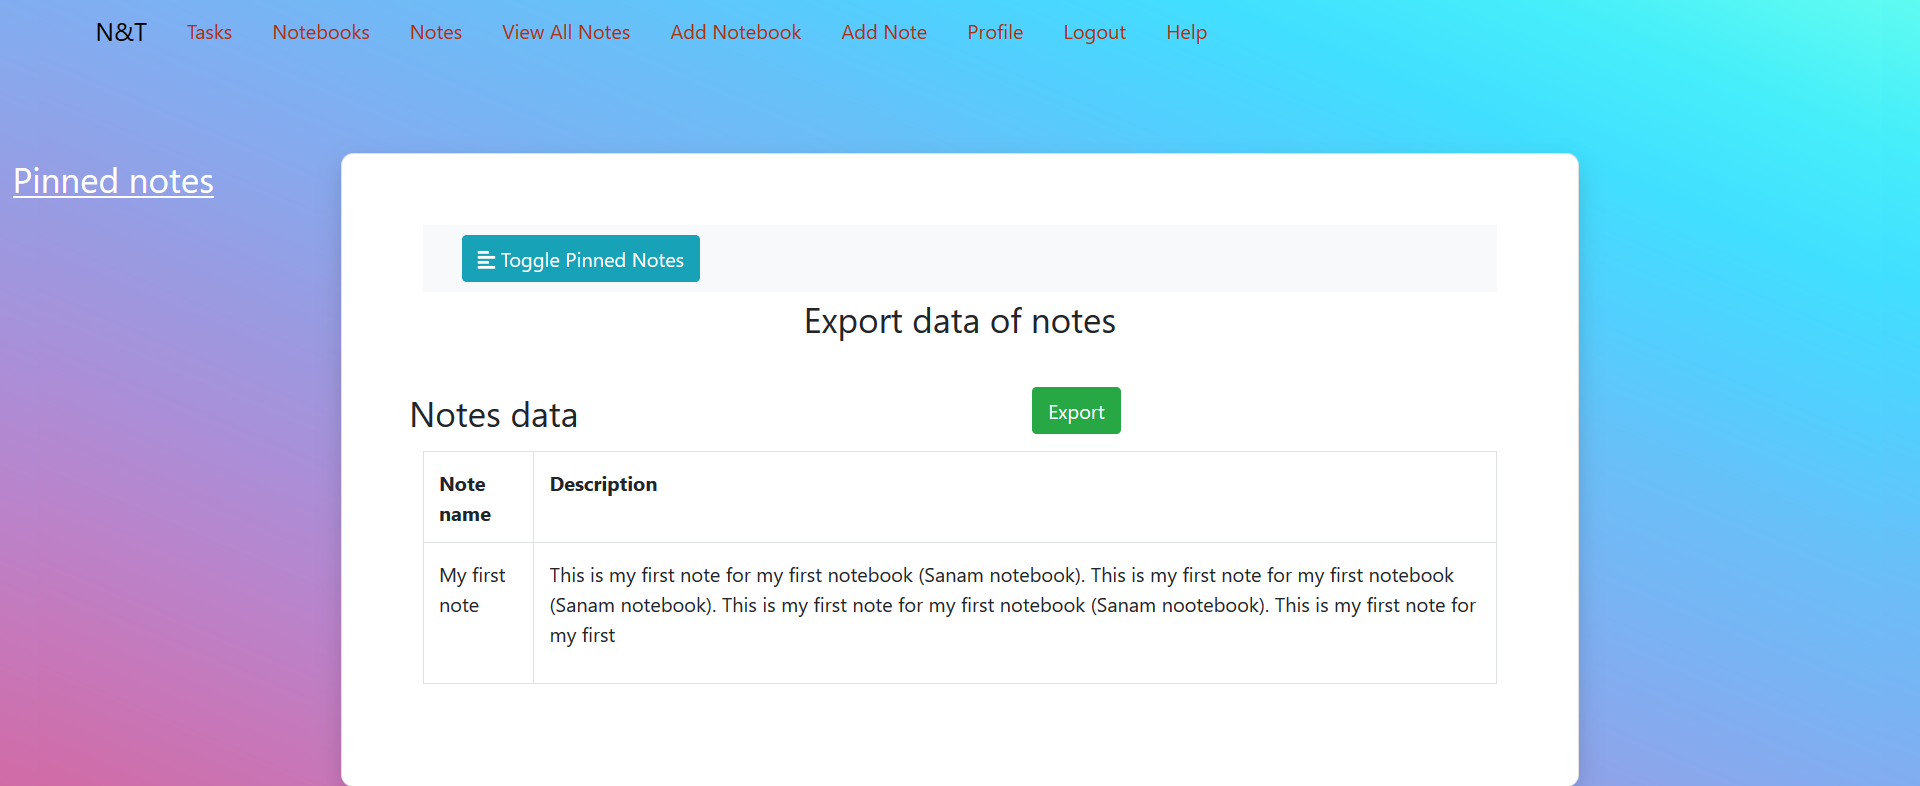 N&T Tasks Notebooks Notes View All Notes Add Notebook Add Note Profile Logout Help
Pinned notes
Toggle Pinned Notes
Export data of notes
Notes data
Export
Note
name
Description
My first
note
This is my first note for my first notebook (Sanam notebook). This is my first note for my first notebook
(Sanam notebook). This is my first note for my first notebook (Sanam nootebook). This is my first note for
my first